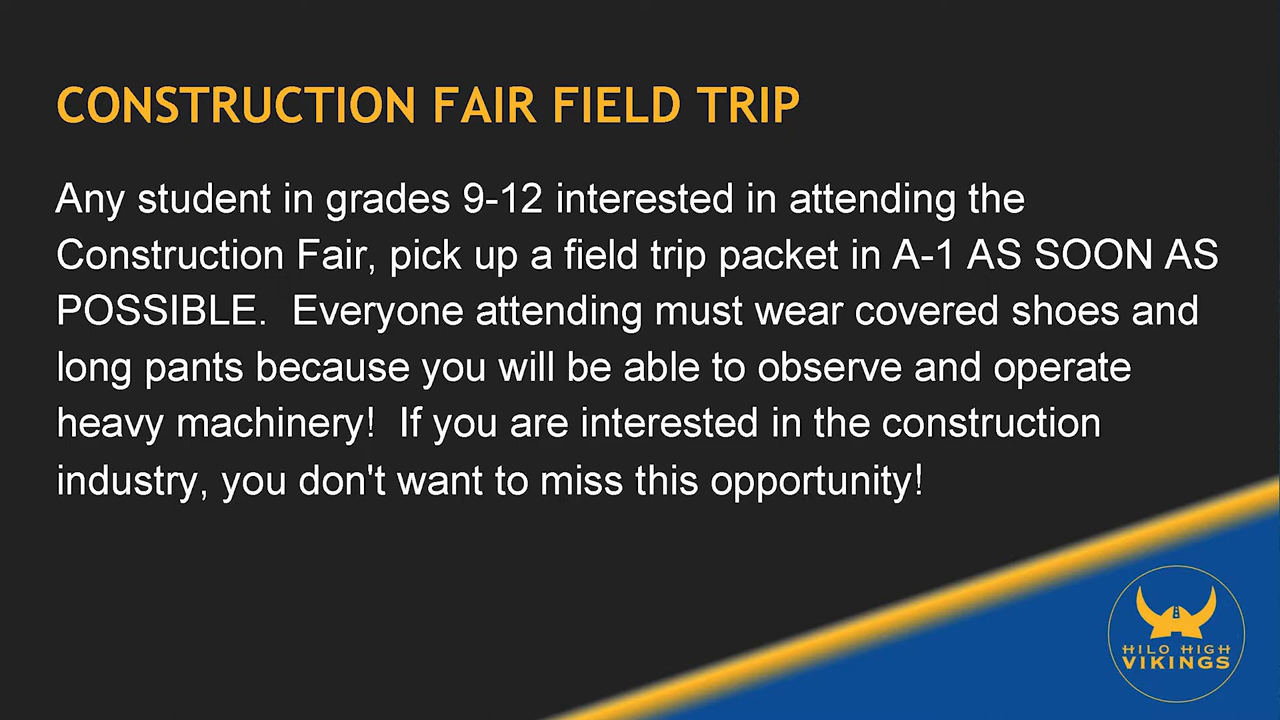 CONSTRUCTION FAIR FIELD TRIP
Any student in grades 9-12 interested in attending the
Construction Fair, pick up a field trip packet in A-1 AS SOON AS
POSSIBLE.  Everyone attending must wear covered shoes and
long pants because you will be able to observe and operate
heavy machinery!  If you are interested in the construction
industry, you don't want to miss this opportunity!
HILO HIGH
VIKINGS